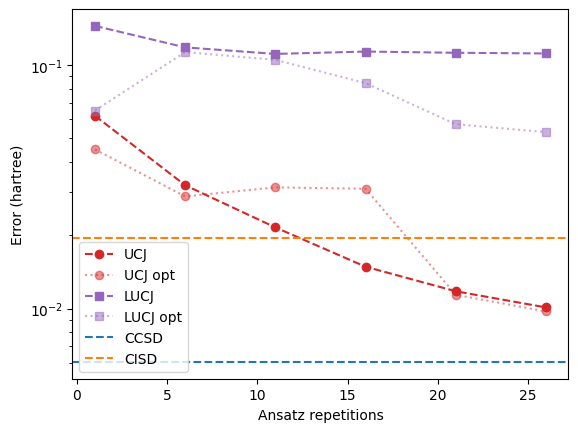 Error (hartree)
10⁻¹
10⁻²
UCJ
UCJ opt
LUCJ
LUCJ opt
CCSD
CISD
0 5 10 15 20 25
Ansatz repetitions